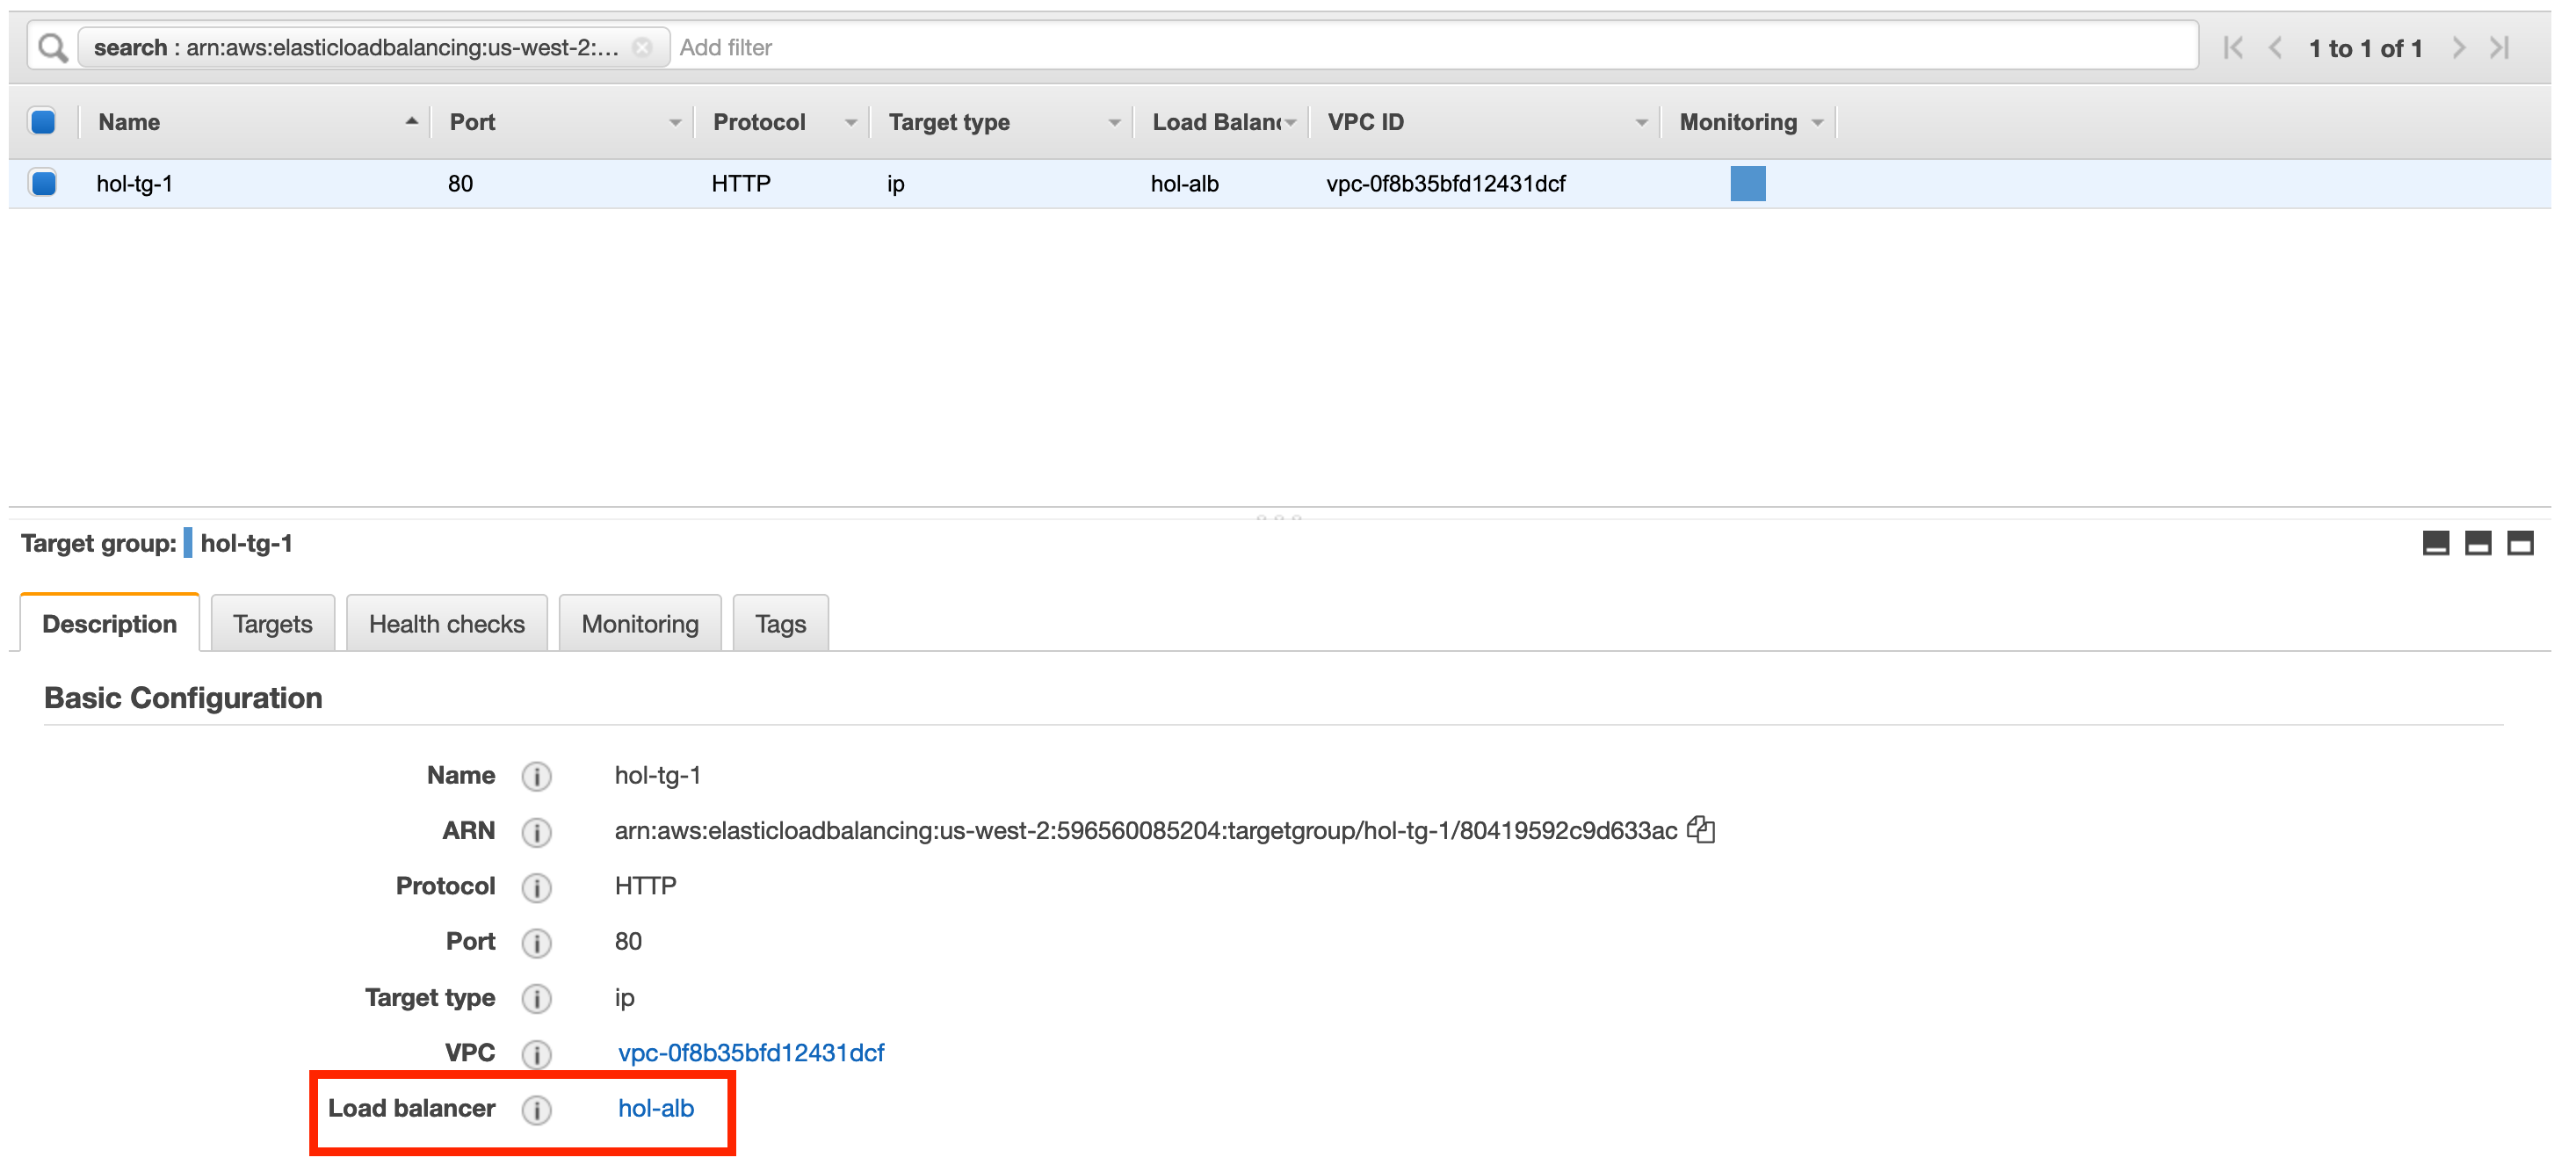 search : arn:aws:elasticloadbalancing:us-west-2:... Add filter 1 to 1 of 1
Name Port Protocol Target type Load Balanc VPC ID Monitoring
hol-tg-1 80 HTTP ip hol-alb vpc-0f8b35bfd12431dcf
Target group: hol-tg-1
Description Targets Health checks Monitoring Tags
Basic Configuration
Name hol-tg-1
ARN arn:aws:elasticloadbalancing:us-west-2:596560085204:targetgroup/hol-tg-1/80419592c9d633ac
Protocol HTTP
Port 80
Target type ip
VPC vpc-0f8b35bfd12431dcf
Load balancer hol-alb